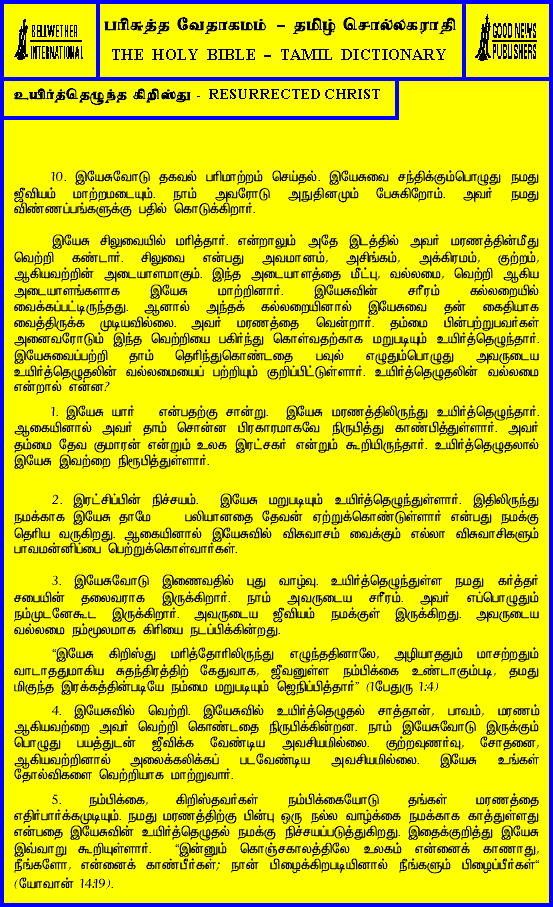 BELLWETHER
INTERNATIONAL
பரிசுத்த வேதாகமம் – தமிழ் சொல்லகராதி
THE HOLY BIBLE – TAMIL DICTIONARY
GOOD NEWS
PUBLISHERS
உயிர்த்தெழுந்த கிறிஸ்து - RESURRECTED CHRIST
10. இயேசுவோடு தகவல் பரிமாற்றம் செய்தல். இயேசுவை சந்திக்கும்பொழுது நமது
ஜீவியம் மாற்றமடையும். நாம் அவரோடு அநுதினமும் பேசுகிறோம். அவர் நமது
விண்ணப்பங்களுக்கு பதில் கொடுக்கிறார்.
இயேசு சிலுவையில் மரித்தார். என்றாலும் அதே இடத்தில் அவர் மரணத்தின்மீது
வெற்றி கண்டார். சிலுவை என்பது அவமானம், அசிங்கம், அக்கிரமம், குற்றம்,
ஆகியவற்றின் அடையாளமாகும். இந்த அடையாளத்தை மீட்பு, வல்லமை, வெற்றி ஆகிய
அடையாளங்களாக இயேசு மாற்றினார். இயேசுவின் சரீரம் கல்லறையில்
வைக்கப்பட்டிருந்தது. ஆனால் அந்தக் கல்லறையினால் இயேசுவை தன் கைதியாக
வைத்திருக்க முடியவில்லை. அவர் மரணத்தை வென்றார். தம்மை பின்பற்றுபவர்கள்
அனைவரோடும் இந்த வெற்றியை பகிர்ந்து கொள்வதற்காக மறுபடியும் உயிர்த்தெழுந்தார்.
இயேசுவைப்பற்றி தாம் தெரிந்துகொண்டதை பவுல் எழுதும்பொழுது அவருடைய
உயிர்த்தெழுதலின் வல்லமையைப் பற்றியும் குறிப்பிட்டுள்ளார். உயிர்த்தெழுதலின் வல்லமை
என்றால் என்ன?
1. இயேசு யார் என்பதற்கு சான்று. இயேசு மரணத்திலிருந்து உயிர்த்தெழுந்தார்.
ஆகையினால் அவர் தாம் சொன்ன பிரகாரமாகவே நிருபித்து காண்பித்துள்ளார். அவர்
தம்மை தேவ குமாரன் என்றும் உலக இரட்சகர் என்றும் கூறியிருந்தார். உயிர்த்தெழுதலால்
இயேசு இவற்றை நிரூபித்துள்ளார்.
2. இரட்சிப்பின் நிச்சயம். இயேசு மறுபடியும் உயிர்த்தெழுந்துள்ளார். இதிலிருந்து
நமக்காக இயேசு தாமே பலியானதை தேவன் ஏற்றுக்கொண்டுள்ளார் என்பது நமக்கு
தெரிய வருகிறது. ஆகையினால் இயேசுவில் விசுவாசம் வைக்கும் எல்லா விசுவாசிகளும்
பாவமன்னிப்பை பெற்றுக்கொள்வார்கள்.
3. இயேசுவோடு இணைவதில் புது வாழ்வு. உயிர்த்தெழுந்துள்ள நமது கர்த்தர்
சபையின் தலைவராக இருக்கிறார். நாம் அவருடைய சரீரம். அவர் எப்பொழுதும்
நம்முடனேகூட இருக்கிறார். அவருடைய ஜீவியம் நமக்குள் இருக்கிறது. அவருடைய
வல்லமை நம்மூலமாக கிரியை நடப்பிக்கின்றது.
"இயேசு கிறிஸ்து மரித்தோரிலிருந்து எழுந்ததினாலே, அழியாததும் மாசற்றதும்
வாடாததுமாகிய சுதந்திரத்திற் கேதுவாக, ஜீவனுள்ள நம்பிக்கை உண்டாகும்படி, தமது
மிகுந்த இரக்கத்தின்படியே நம்மை மறுபடியும் ஜெநிப்பித்தார்" (1பேதுரு 1:4)
4. இயேசுவில் வெற்றி. இயேசுவில் உயிர்த்தெழுதல் சாத்தான், பாவம், மரணம்
ஆகியவற்றை அவர் வெற்றி கொண்டதை நிருபிக்கின்றன. நாம் இயேசுவோடு இருக்கும்
பொழுது பயத்துடன் ஜீவிக்க வேண்டிய அவசியமில்லை. குற்றவுணர்வு, சோதனை,
ஆகியவற்றினால் அலைக்கலிக்கப் படவேண்டிய அவசியமில்லை. இயேசு உங்கள்
தோல்விகளை வெற்றியாக மாற்றுவார்.
5. நம்பிக்கை, கிறிஸ்தவர்கள் நம்பிக்கையோடு தங்கள் மரணத்தை
எதிர்பார்க்கமுடியும். நமது மரணத்திற்கு பின்பு ஒரு நல்ல வாழ்க்கை நமக்காக காத்துள்ளது
என்பதை இயேசுவின் உயிர்த்தெழுதல் நமக்கு நிச்சயப்படுத்துகிறது. இதைக்குறித்து இயேசு
இவ்வாறு கூறியுள்ளார். "இன்னும் கொஞ்சகாலத்திலே உலகம் என்னைக் காணாது,
நீங்களோ, என்னைக் காண்பீர்கள்; நான் பிழைக்கிறபடியினால் நீங்களும் பிழைப்பீர்கள்"
(யோவான் 14:19).